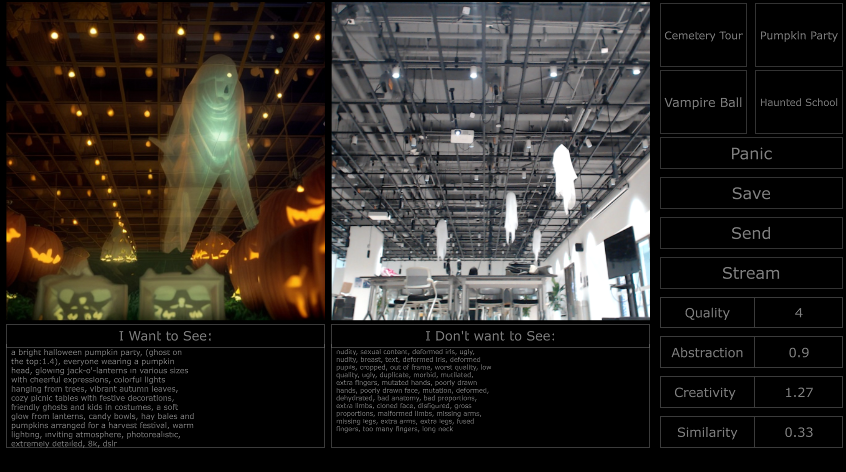 Cemetery Tour
Pumpkin Party
Vampire Ball
Haunted School
Panic
Save
Send
Stream
Quality
4
Abstraction
0.9
Creativity
1.27
Similarity
0.33
I Want to See:
a bright halloween pumpkin party, (ghost on
the top:1.4), everyone wearing a pumpkin
head, glowing jack-o'-lanterns in various sizes
with cheerful expressions, colorful lights
hanging from trees, vibrant autumn leaves,
cozy picnic tables with festive decorations,
friendly ghosts and kids in costumes, a soft
glow from lanterns, candy bowls, hay bales and
pumpkins arranged for a harvest festival, warm
lighting, inviting atmosphere, photorealistic,
extremely detailed, 8k, dslr
I Don't want to See:
nudity, sexual content, deformed iris, ugly,
nudity, breast, text, deformed iris, deformed
pupils, cropped, out of frame, worst quality, low
quality, ugly, duplicate, morbid, mutilated,
extra fingers, mutated hands, poorly drawn
hands, poorly drawn face, mutation, deformed,
dehydrated, bad anatomy, bad proportions,
extra limbs, cloned face, disfigured, gross
proportions, malformed limbs, missing arms,
missing legs, extra arms, extra legs, fused
fingers, too many fingers, long neck